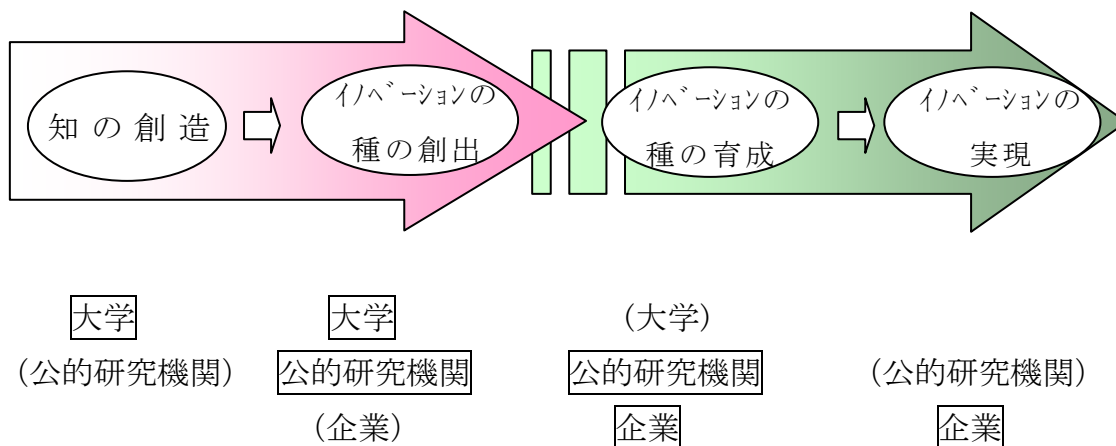 知の創造
ｲﾉﾍﾞｰｼｮﾝの
種の創出
ｲﾉﾍﾞｰｼｮﾝの
種の育成
ｲﾉﾍﾞｰｼｮﾝの
実現
大学
(公的研究機関)
大学
公的研究機関
(企業)
(大学)
公的研究機関
企業
(公的研究機関)
企業